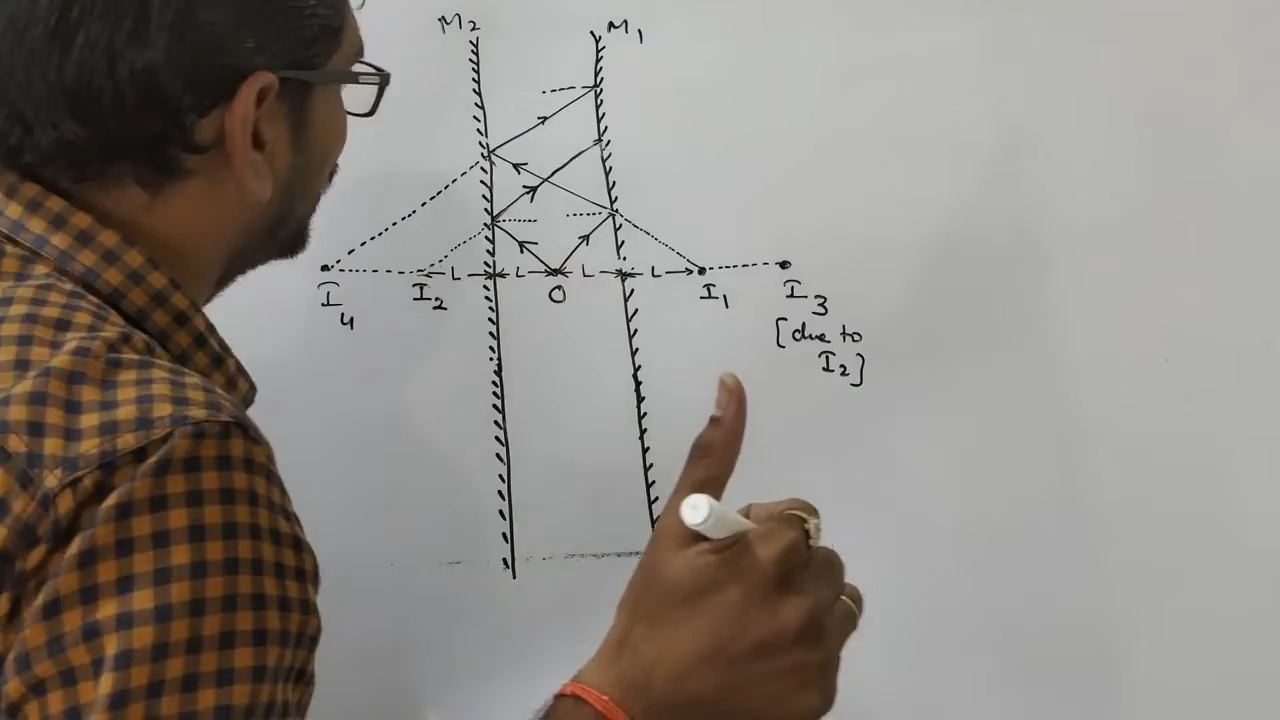 M₂ M₁
L L L L
I₄ I₂ O I₁ I₃
[due to
I₂]